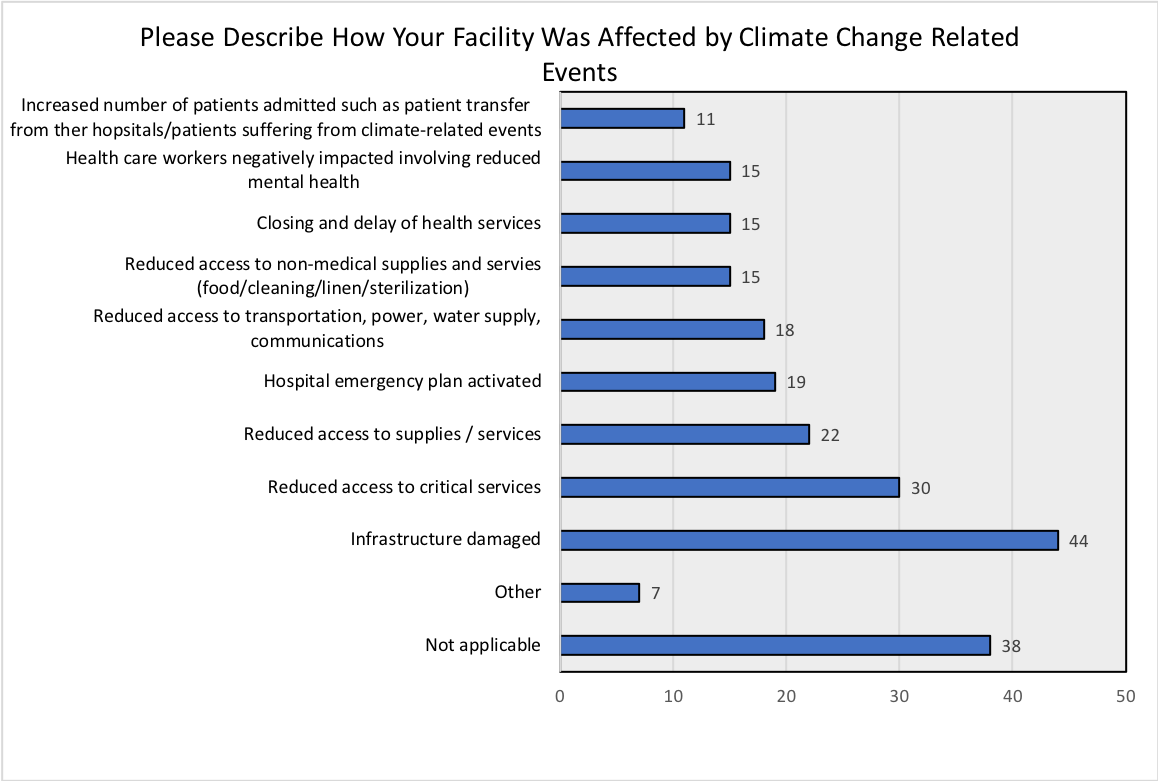 Please Describe How Your Facility Was Affected by Climate Change Related
Events
Increased number of patients admitted such as patient transfer
from ther hopsitals/patients suffering from climate-related events
11
Health care workers negatively impacted involving reduced
mental health
15
Closing and delay of health services
15
Reduced access to non-medical supplies and servies
(food/cleaning/linen/sterilization)
15
Reduced access to transportation, power, water supply,
communications
18
Hospital emergency plan activated
19
Reduced access to supplies / services
22
Reduced access to critical services
30
Infrastructure damaged
44
Other
7
Not applicable
38
0 10 20 30 40 50